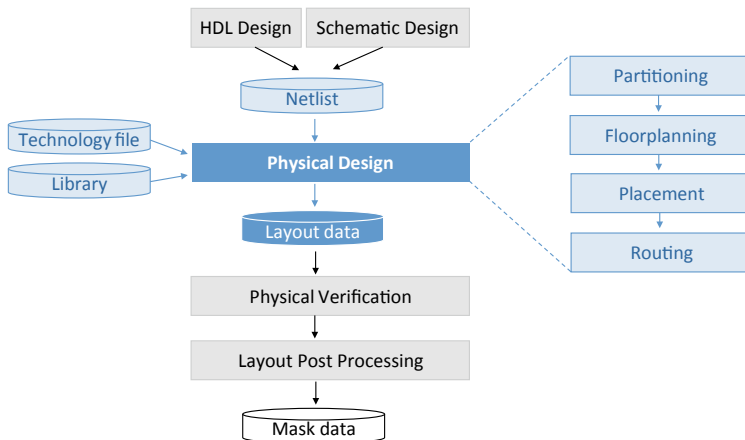 HDL Design
Schematic Design
Netlist
Technology file
Library
Physical Design
Layout data
Physical Verification
Layout Post Processing
Mask data
Partitioning
Floorplanning
Placement
Routing